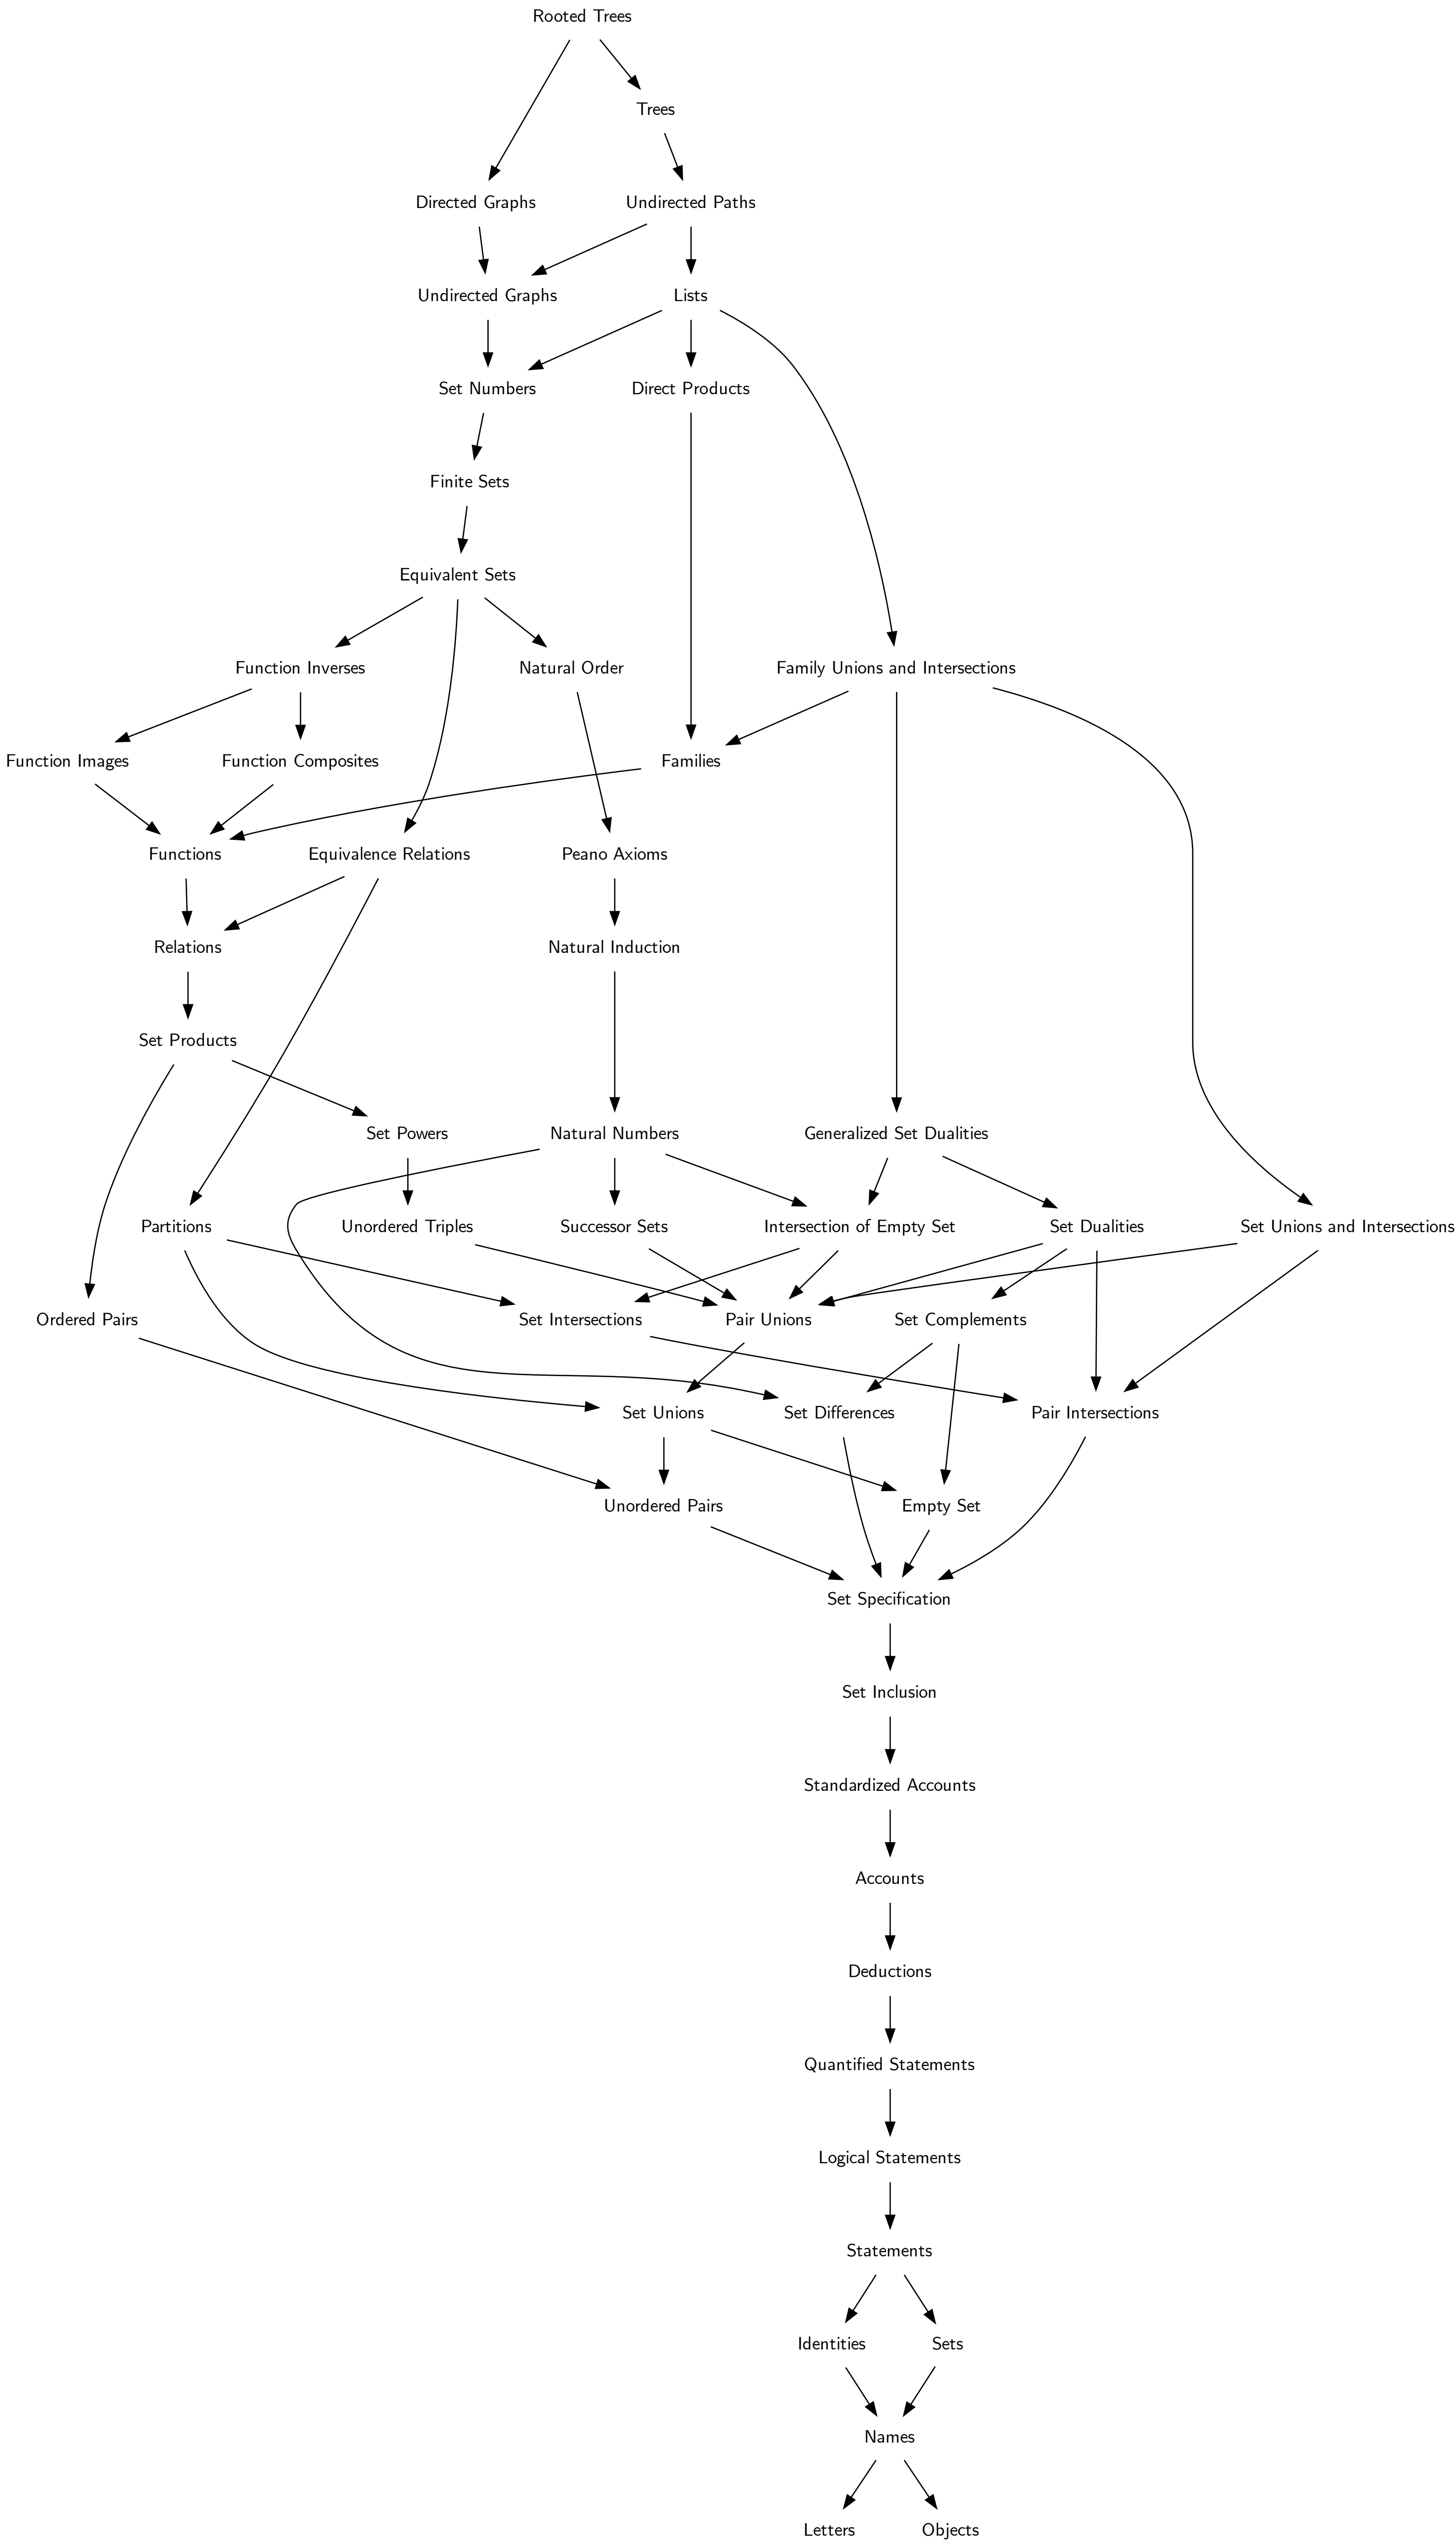 Rooted Trees
Trees
Directed Graphs
Undirected Paths
Undirected Graphs
Lists
Set Numbers
Direct Products
Finite Sets
Equivalent Sets
Function Inverses
Natural Order
Family Unions and Intersections
Function Images
Function Composites
Families
Functions
Equivalence Relations
Peano Axioms
Relations
Natural Induction
Set Products
Set Powers
Natural Numbers
Generalized Set Dualities
Partitions
Unordered Triples
Successor Sets
Intersection of Empty Set
Set Dualities
Set Unions and Intersections
Ordered Pairs
Set Intersections
Pair Unions
Set Complements
Set Unions
Set Differences
Pair Intersections
Unordered Pairs
Empty Set
Set Specification
Set Inclusion
Standardized Accounts
Accounts
Deductions
Quantified Statements
Logical Statements
Statements
Identities
Sets
Names
Letters
Objects